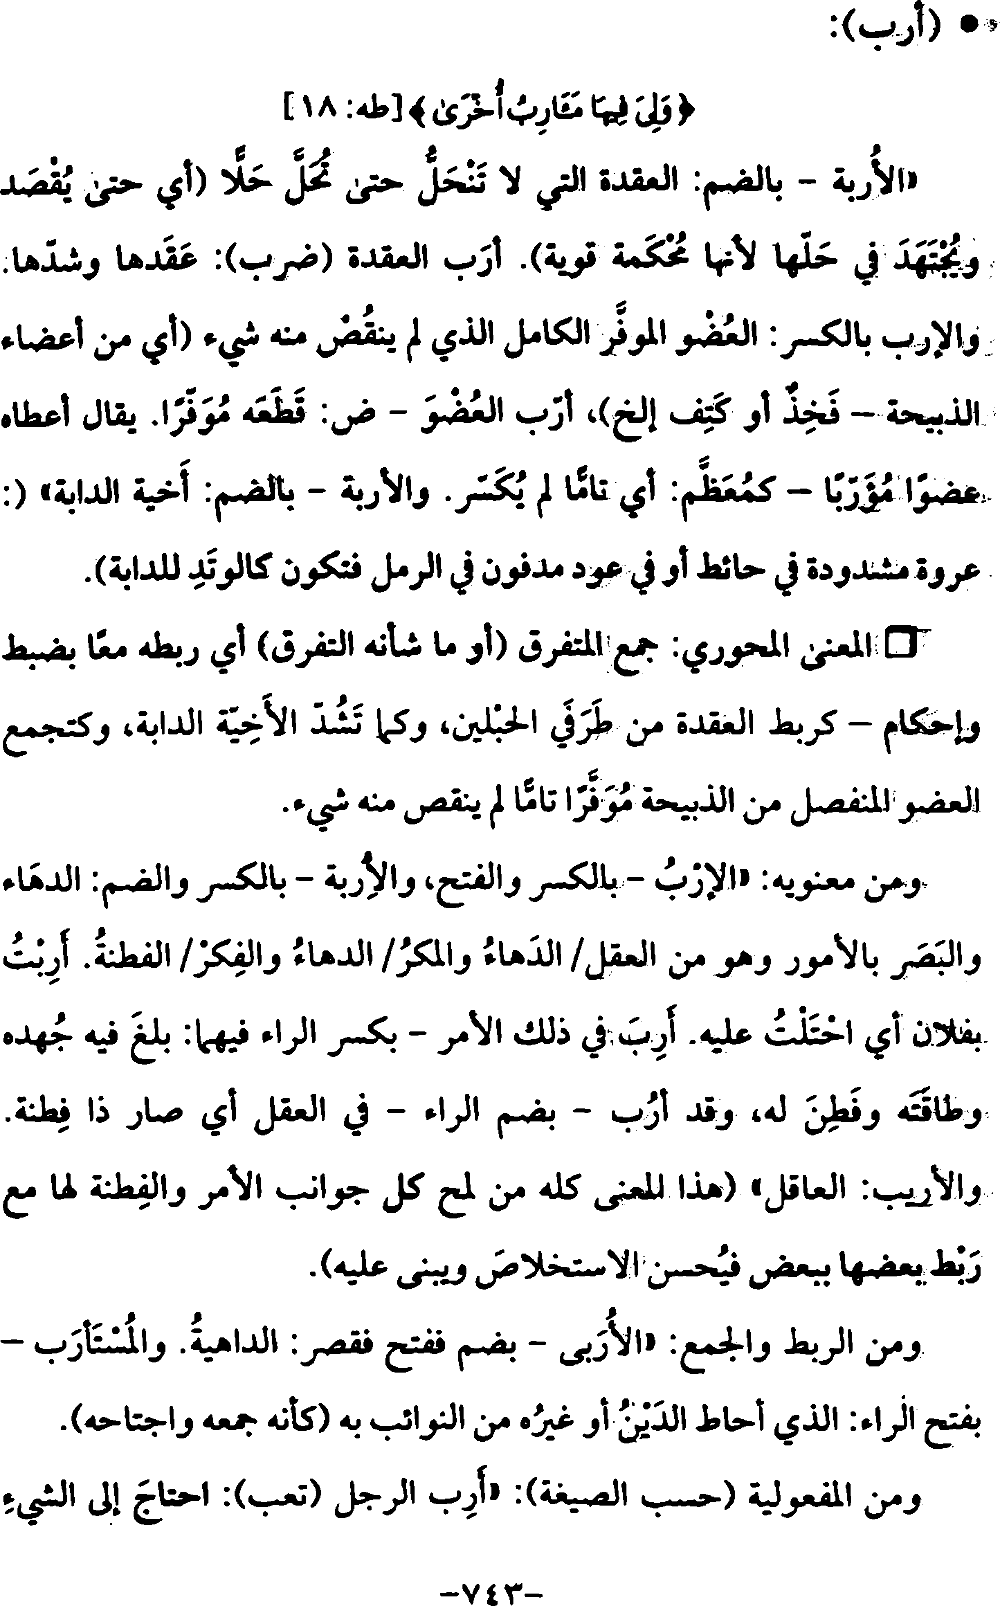 • (أرب):
﴿وَلِيَ فِيهَا مَـَٔارِبُ أُخْرَىٰ﴾ [طه: ١٨]
«الأُربة – بالضم: العقدة التي لا تَنْحَلُّ حتى تُحَلَّ حَلًّا (أي حتى يُقْصَد
ويُجْتَهَدَ في حَلّها لأنها مُحْكَمة قوية). أرَب العقدة (ضرب): عَقَدها وشدّها.
والإرب بالكسر: العُضْو الموفَّر الكامل الذي لم ينقُصْ منه شيء (أي من أعضاء
الذبيحة – فَخِذٌ أو كَتِف إلخ)، أرّب العُضْوَ – ض: قَطَعَه مُوَفّرًا. يقال أعطاه
عضوًا مُؤَرّبًا – كمُعَظَّم: أي تامًّا لم يُكَسّر. والأربة – بالضم: أَخية الدابة» (:
عروة مشدودة في حائط أو في عود مدفون في الرمل فتكون كالوتَدِ للدابة).
❒ المعنى المحوري: جمع المتفرق (أو ما شأنه التفرق) أي ربطه معًا بضبط
وإحكام – كربط العقدة من طَرَفَي الحبْلين، وكما تَشُدّ الأَخِيّة الدابة، وكتجمع
العضو المنفصل من الذبيحة مُوَفَّرًا تامًّا لم ينقص منه شيء.
ومن معنويه: «الإرْبُ – بالكسر والفتح، والأِربة – بالكسر والضم: الدهَاء
والبَصَر بالأمور وهو من العقل/ الدَهاءُ والمكرُ/ الدهاءُ والفِكرْ/ الفطنةُ. أَرِبْتُ
بفلان أي احْتَلْتُ عليه. أَرِبَ في ذلك الأمر – بكسر الراء فيهما: بلغَ فيه جُهده
وطاقَتَه وفَطِنَ له، وقد أرُب – بضم الراء – في العقل أي صار ذا فِطنة.
والأريب: العاقل» (هذا المعنى كله من لمح كل جوانب الأمر والفِطنة لها مع
رَبْط بعضها ببعض فيُحسن الاستخلاصَ ويبنى عليه).
ومن الربط والجمع: «الأُرَبى – بضم ففتح فقصر: الداهيةُ. والمُسْتَأرَب –
بفتح الراء: الذي أحاط الدَيْنُ أو غيرُه من النوائب به (كأنه جمعه واجتاحه).
ومن المفعولية (حسب الصيغة): «أَرِب الرجل (تعب): احتاجَ إلى الشيءِ
–٧٤٣–